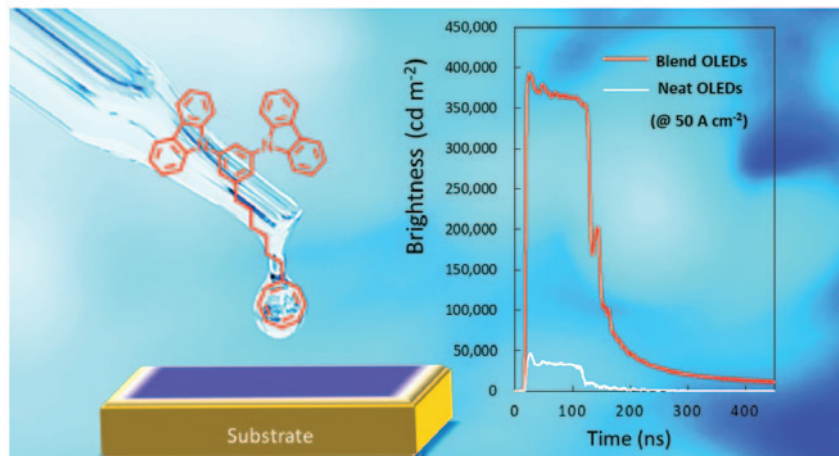 450,000
400,000
350,000
300,000
250,000
200,000
150,000
100,000
50,000
0
Brightness (cd m⁻²)
Blend OLEDs
Neat OLEDs
(@ 50 A cm⁻²)
0 100 200 300 400
Time (ns)
N
N
Substrate